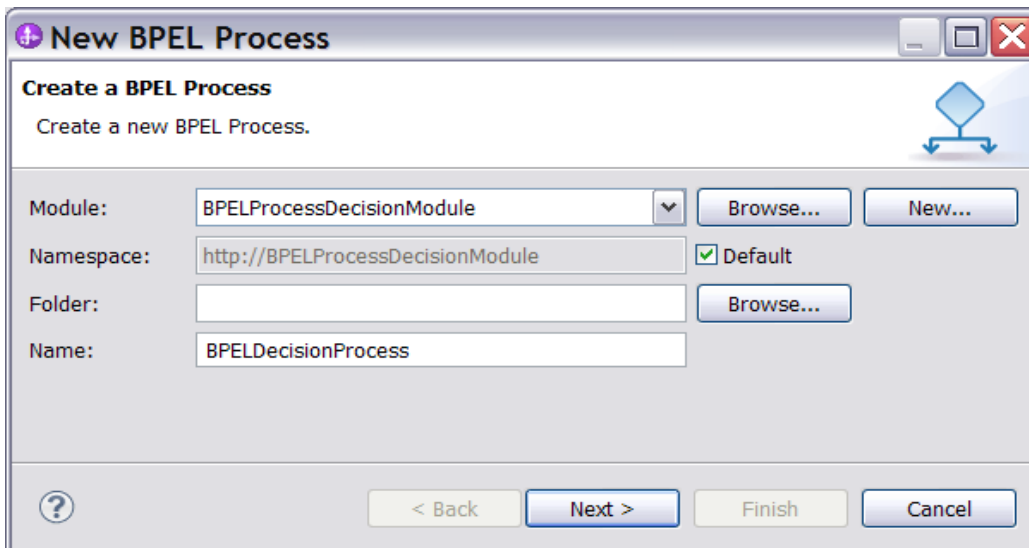 New BPEL Process
Create a BPEL Process
Create a new BPEL Process.
Module: BPELProcessDecisionModule Browse... New...
Namespace: http://BPELProcessDecisionModule Default
Folder: Browse...
Name: BPELDecisionProcess
? < Back Next > Finish Cancel